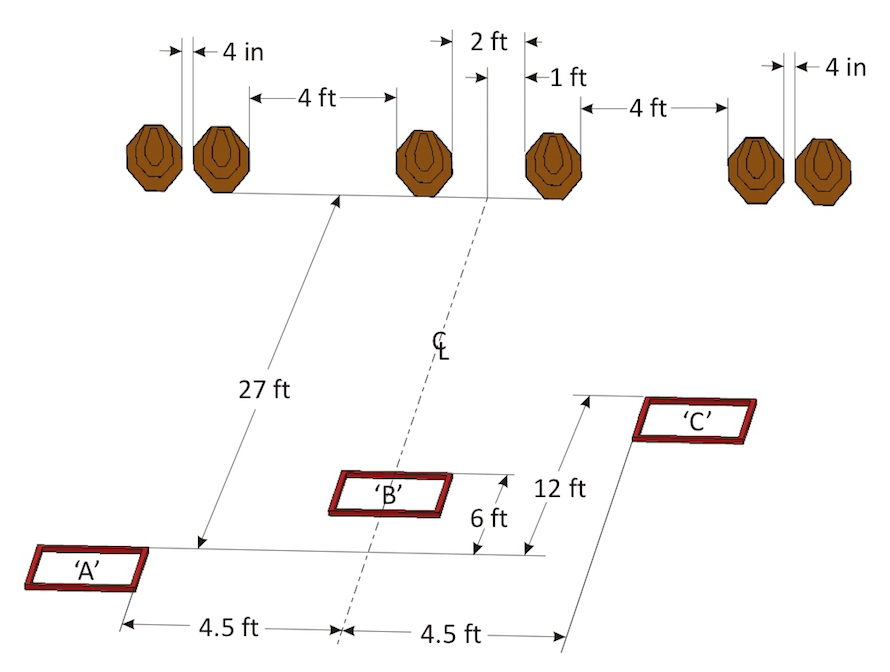 2 ft
4 in
4 in
1 ft
4 ft
4 ft
℄
27 ft
'C'
12 ft
'B'
6 ft
'A'
4.5 ft
4.5 ft